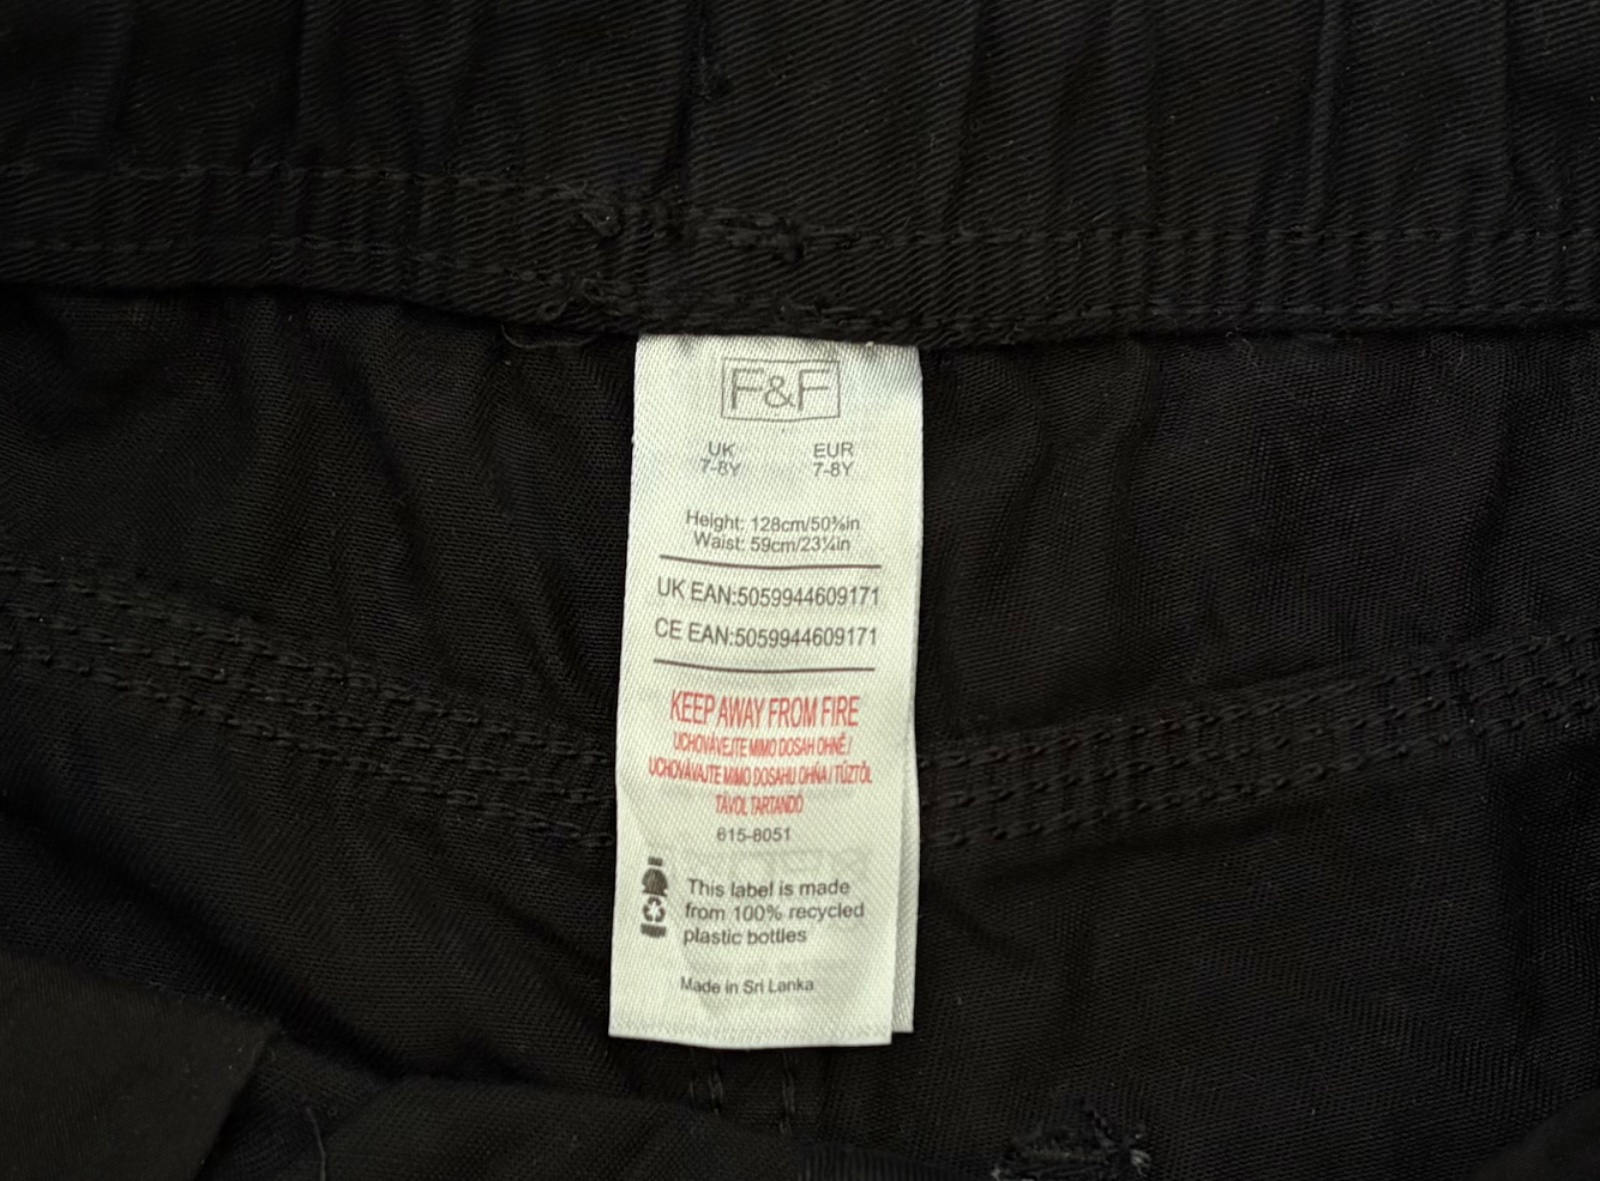 F&F
UK EUR
7-8Y 7-8Y
Height: 128cm/50⅜in
Waist: 59cm/23¼in
UK EAN:5059944609171
CE EAN:5059944609171
KEEP AWAY FROM FIRE
UCHOVÁVEJTE MIMO DOSAH OHNĚ /
UCHOVÁVAJTE MIMO DOSAHU OHŇA / TŰZTŐL
TÁVOL TARTANDÓ
615-8051
This label is made
from 100% recycled
plastic bottles
Made in Sri Lanka